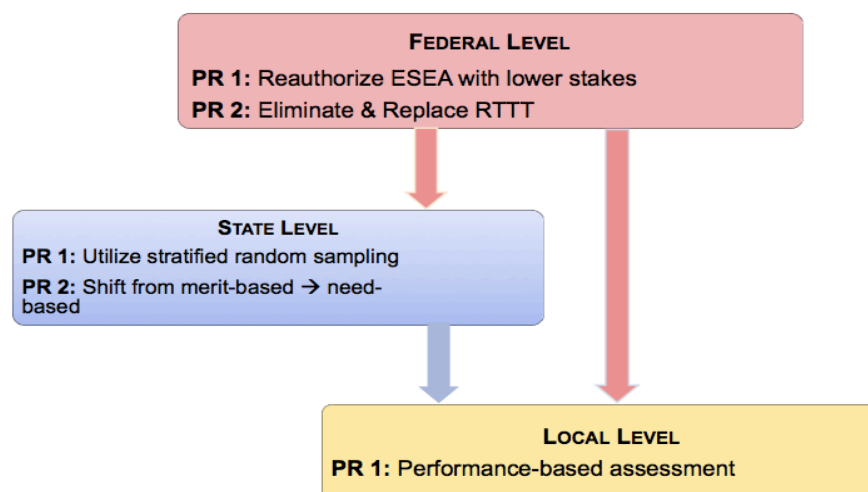 FEDERAL LEVEL
PR 1: Reauthorize ESEA with lower stakes
PR 2: Eliminate & Replace RTTT
STATE LEVEL
PR 1: Utilize stratified random sampling
PR 2: Shift from merit-based → need-
based
LOCAL LEVEL
PR 1: Performance-based assessment